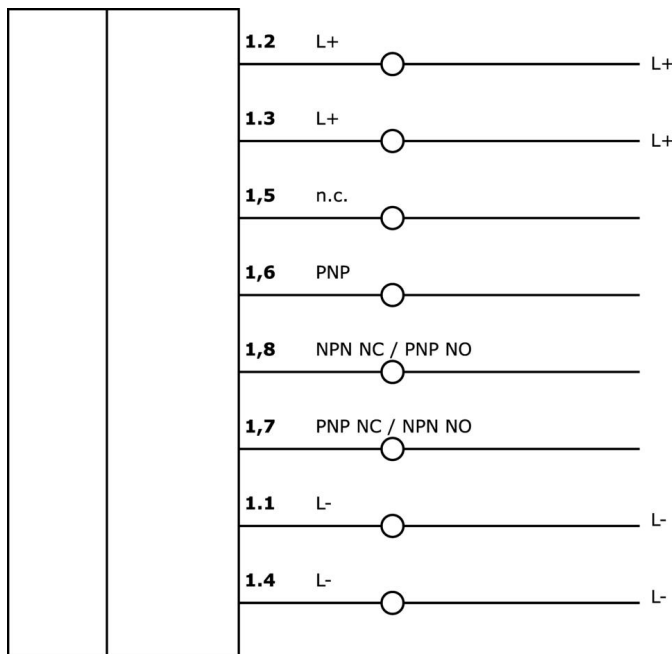 1.2 L+
L+
1.3 L+
L+
1,5 n.c.
1,6 PNP
1,8 NPN NC / PNP NO
1,7 PNP NC / NPN NO
1.1 L-
L-
1.4 L-
L-